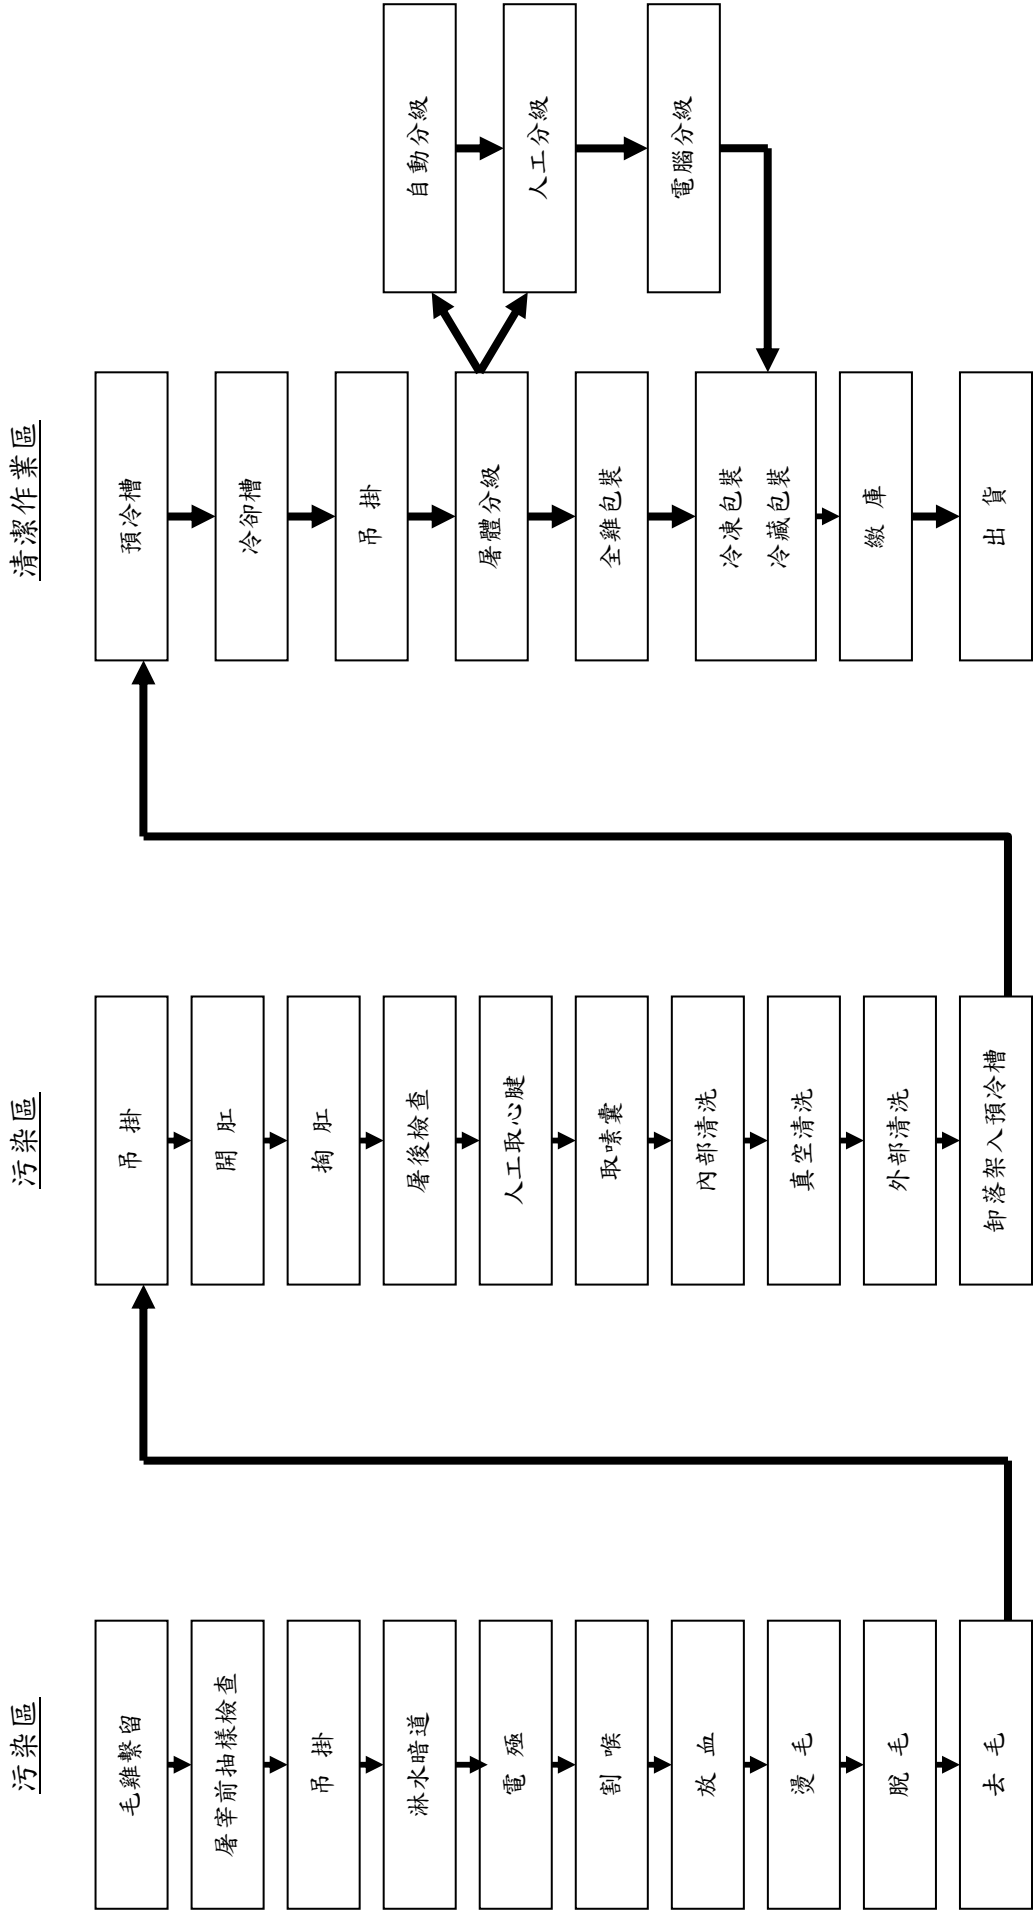 污染區
毛雞繫留
屠宰前抽樣檢查
吊 掛
淋水暗道
電 殛
割 喉
放 血
燙 毛
脫 毛
去 毛
污染區
吊 掛
開 肛
掏 肛
屠後檢查
人工取心腱
取嗉囊
內部清洗
真空清洗
外部清洗
卸落架入預冷槽
清潔作業區
預冷槽
冷卻槽
吊 掛
屠體分級
全雞包裝
冷凍包裝
冷藏包裝
繳 庫
出 貨
自動分級
人工分級
電腦分級